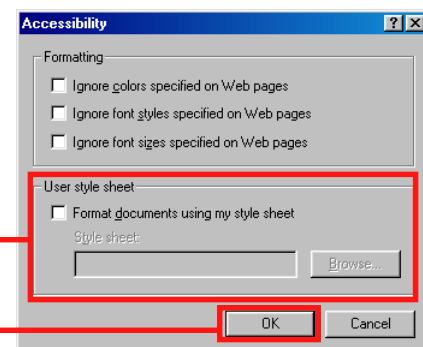 Accessibility
Formatting
Ignore colors specified on Web pages
Ignore font styles specified on Web pages
Ignore font sizes specified on Web pages
User style sheet
Format documents using my style sheet
Style sheet:
Browse...
OK Cancel